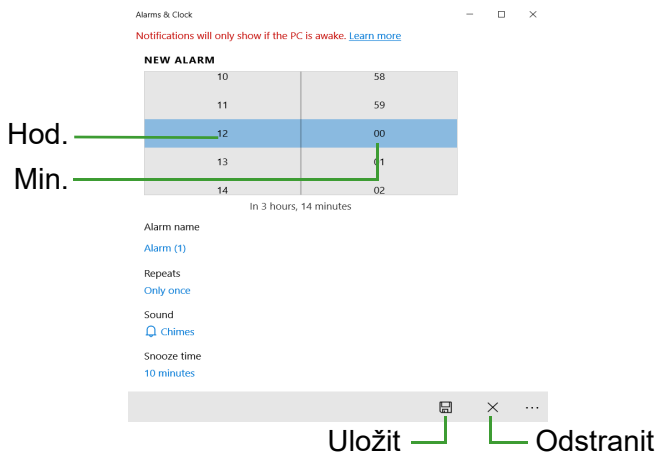 Alarms & Clock
Notifications will only show if the PC is awake. Learn more
NEW ALARM
10 58
11 59
Hod. 12 00
13 01
Min.
14 02
In 3 hours, 14 minutes
Alarm name
Alarm (1)
Repeats
Only once
Sound
Chimes
Snooze time
10 minutes
Uložit Odstranit